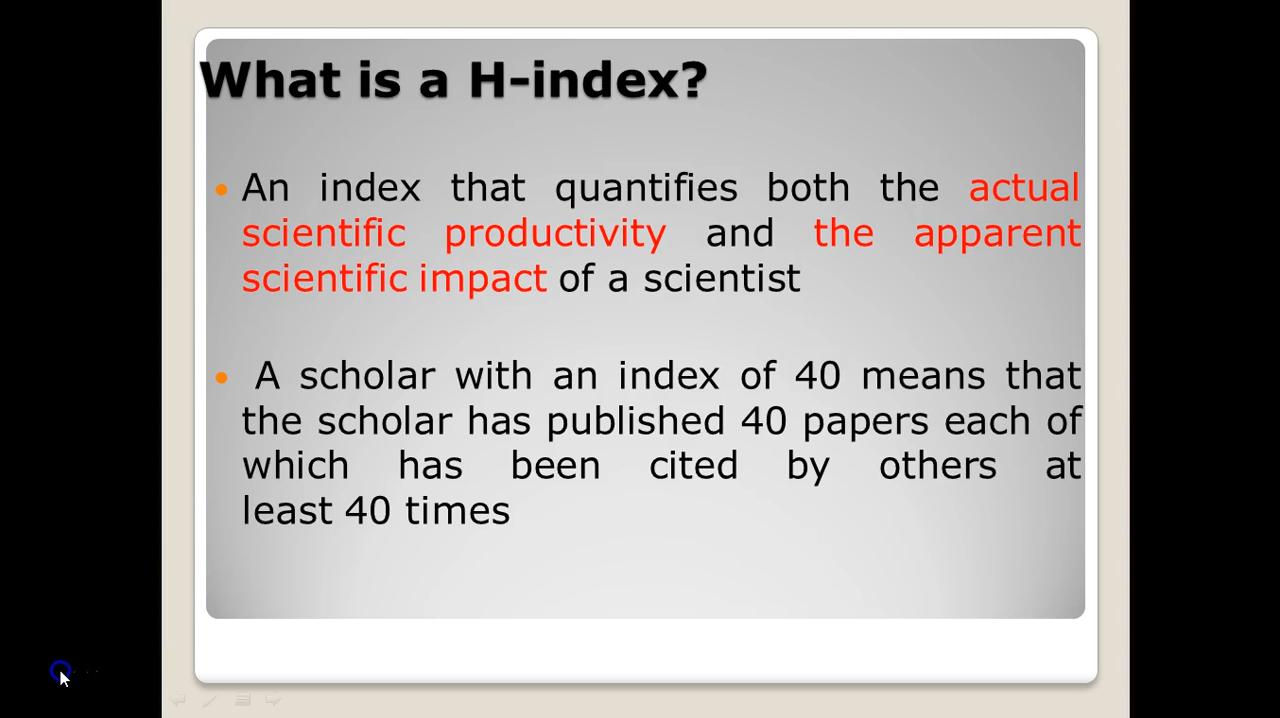 What is a H-index?
An index that quantifies both the actual
scientific productivity and the apparent
scientific impact of a scientist
A scholar with an index of 40 means that
the scholar has published 40 papers each of
which has been cited by others at
least 40 times